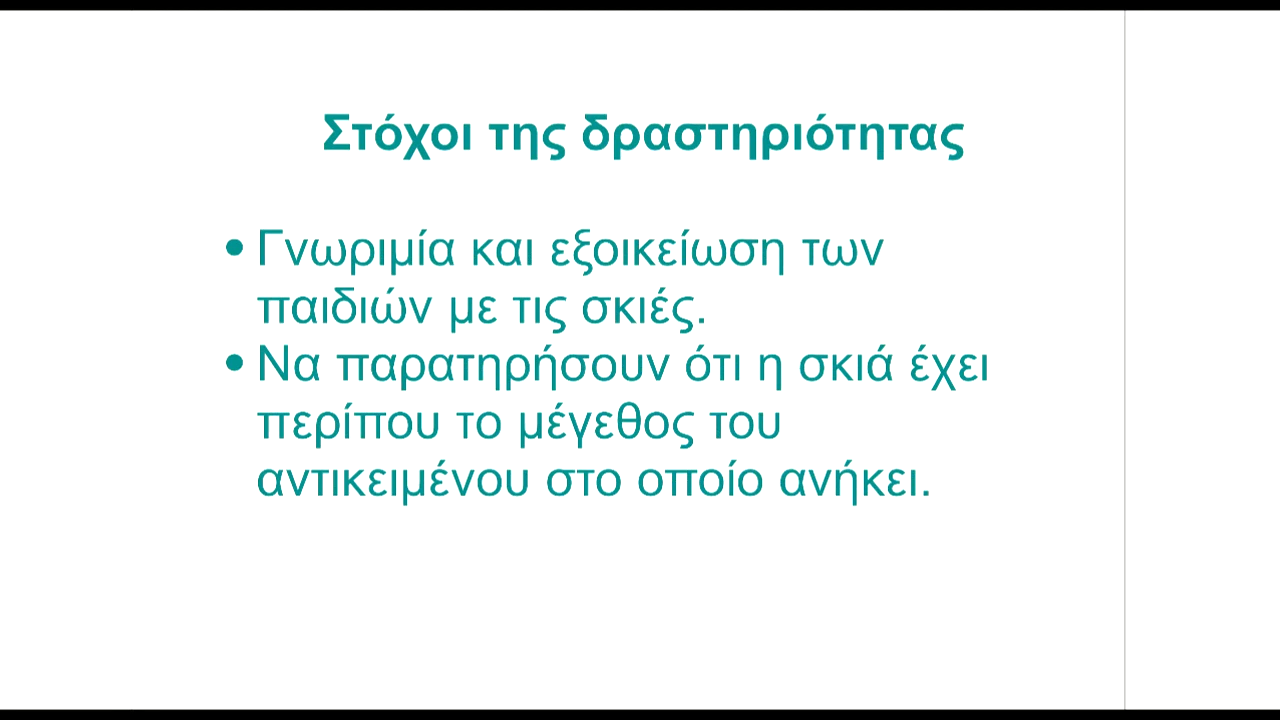 Στόχοι της δραστηριότητας
• Γνωριμία και εξοικείωση των
παιδιών με τις σκιές.
• Να παρατηρήσουν ότι η σκιά έχει
περίπου το μέγεθος του
αντικειμένου στο οποίο ανήκει.